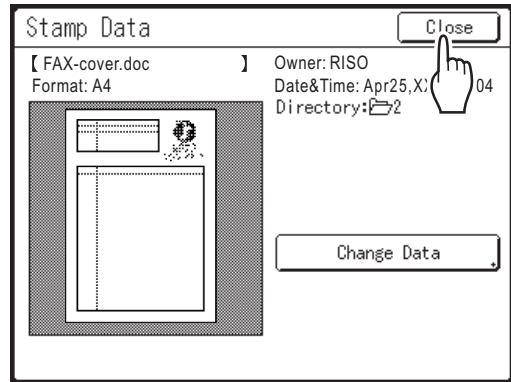 Stamp Data
Close
【 FAX-cover.doc 】
Format: A4
Owner: RISO
Date&Time: Apr25, 04
Directory:2
Change Data